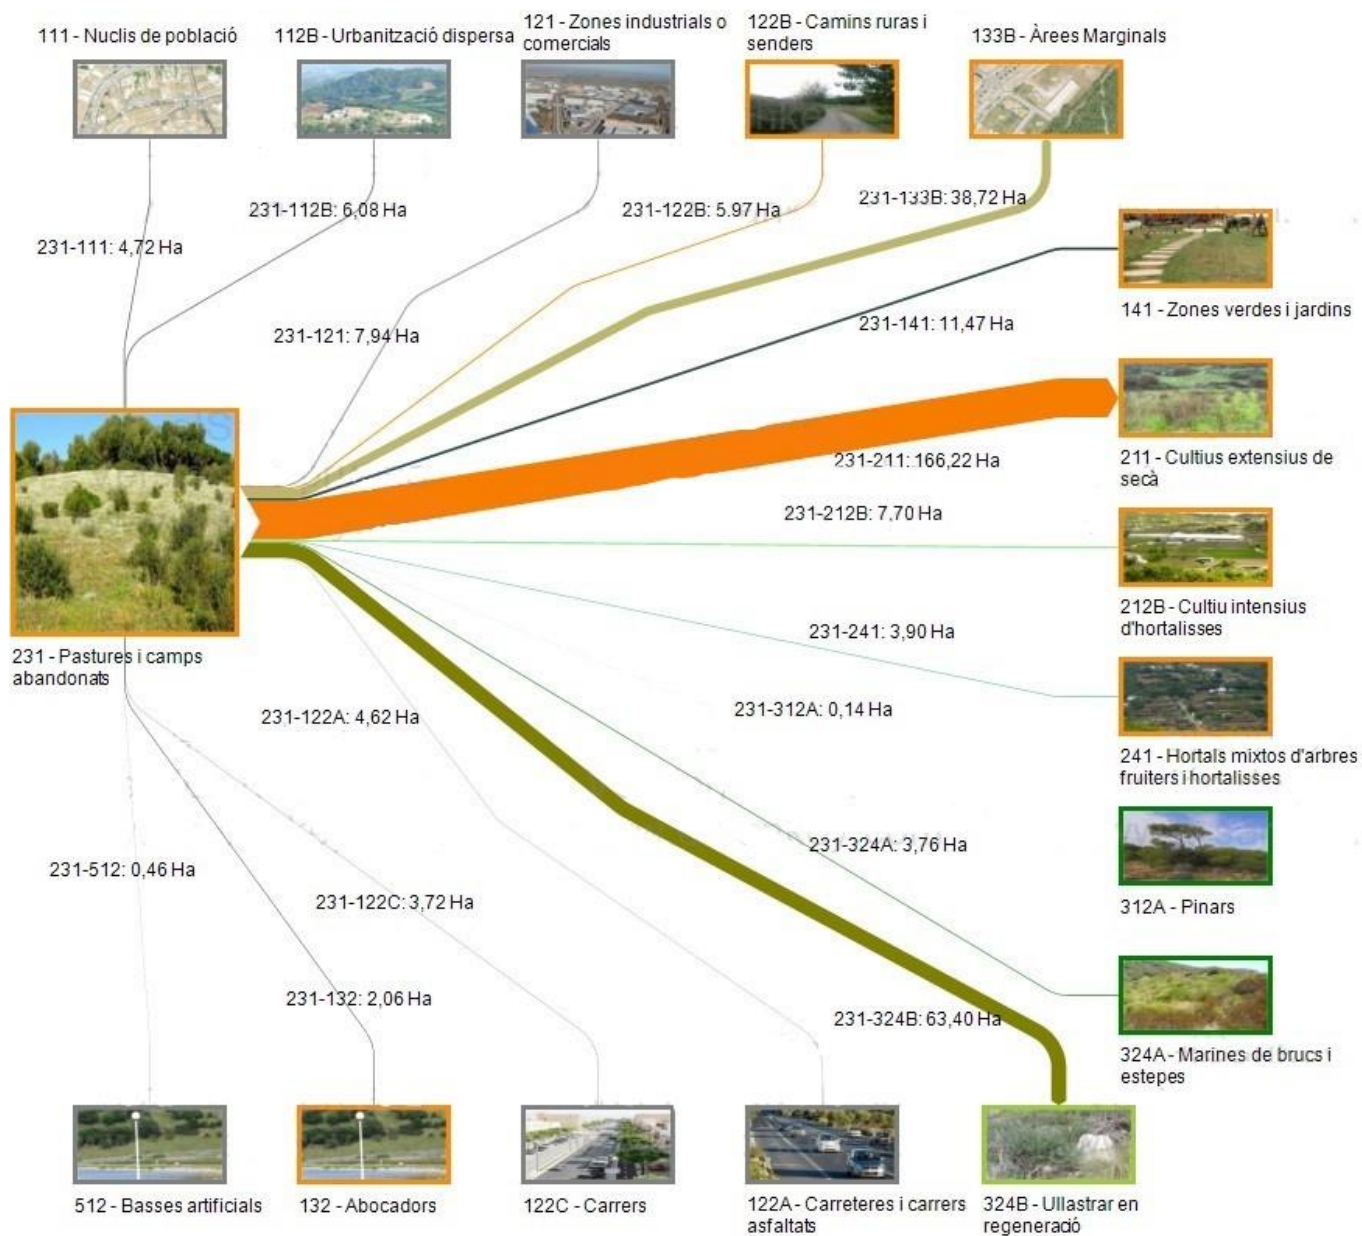 111 - Nuclis de població
112B - Urbanització dispersa
121 - Zones industrials o
comercials
122B - Camins ruras i
senders
133B - Àrees Marginals
231-112B: 6,08 Ha
231-122B: 5.97 Ha
231-133B: 38,72 Ha
231-111: 4,72 Ha
141 - Zones verdes i jardins
231-121: 7,94 Ha
231-141: 11,47 Ha
231-211: 166,22 Ha
211 - Cultius extensius de
secà
231-212B: 7,70 Ha
212B - Cultiu intensius
d'hortalisses
231-241: 3,90 Ha
231 - Pastures i camps
abandonats
231-122A: 4,62 Ha
231-312A: 0,14 Ha
241 - Hortals mixtos d'arbres
fruiters i hortalisses
231-324A: 3,76 Ha
231-512: 0,46 Ha
231-122C: 3,72 Ha
312A - Pinars
231-132: 2,06 Ha
231-324B: 63,40 Ha
324A - Marines de brucs i
estepes
512 - Basses artificials
132 - Abocadors
122C - Carrers
122A - Carreteres i carrers
asfaltats
324B - Ullastrar en
regeneració